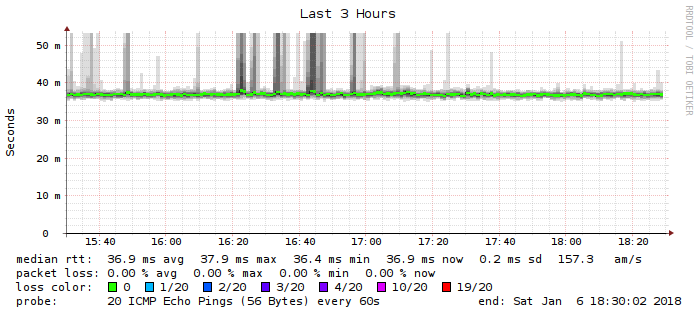 Last 3 Hours
RRDTOOL / TOBI OETIKER
Seconds
50 m
40 m
30 m
20 m
10 m
0
15:40 16:00 16:20 16:40 17:00 17:20 17:40 18:00 18:20
median rtt: 36.9 ms avg 37.9 ms max 36.4 ms min 36.9 ms now 0.2 ms sd 157.3 am/s
packet loss: 0.00 % avg 0.00 % max 0.00 % min 0.00 % now
loss color: 0 1/20 2/20 3/20 4/20 10/20 19/20
probe: 20 ICMP Echo Pings (56 Bytes) every 60s end: Sat Jan 6 18:30:02 2018